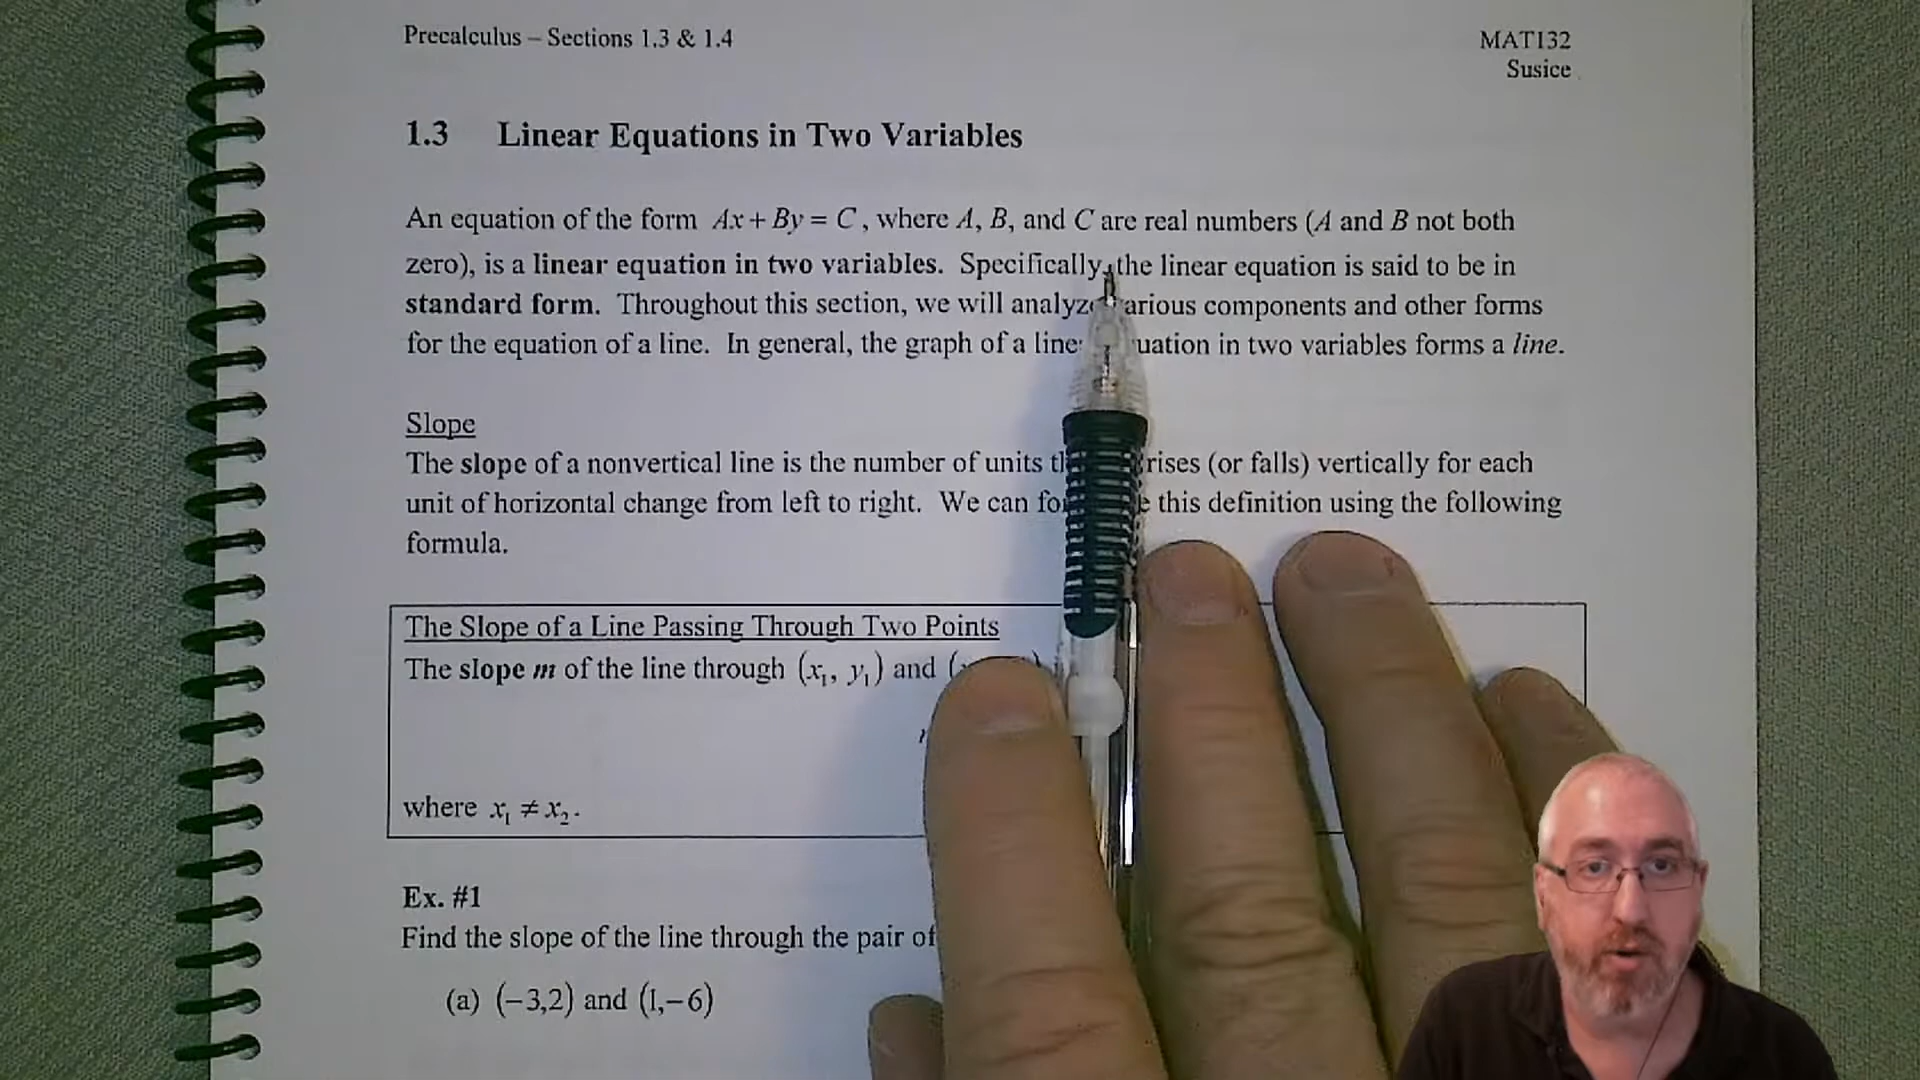 Precalculus – Sections 1.3 & 1.4
MAT132
Susice
1.3 Linear Equations in Two Variables
An equation of the form Ax + By = C , where A, B, and C are real numbers (A and B not both
zero), is a linear equation in two variables. Specifically, the linear equation is said to be in
standard form. Throughout this section, we will analyze arious components and other forms
for the equation of a line. In general, the graph of a line uation in two variables forms a line.
Slope
The slope of a nonvertical line is the number of units rises (or falls) vertically for each
unit of horizontal change from left to right. We can this definition using the following
formula.
The Slope of a Line Passing Through Two Points
The slope m of the line through (x₁, y₁) and
where x₁ ≠ x₂.
Ex. #1
Find the slope of the line through the pair of
(a) (−3,2) and (1,−6)